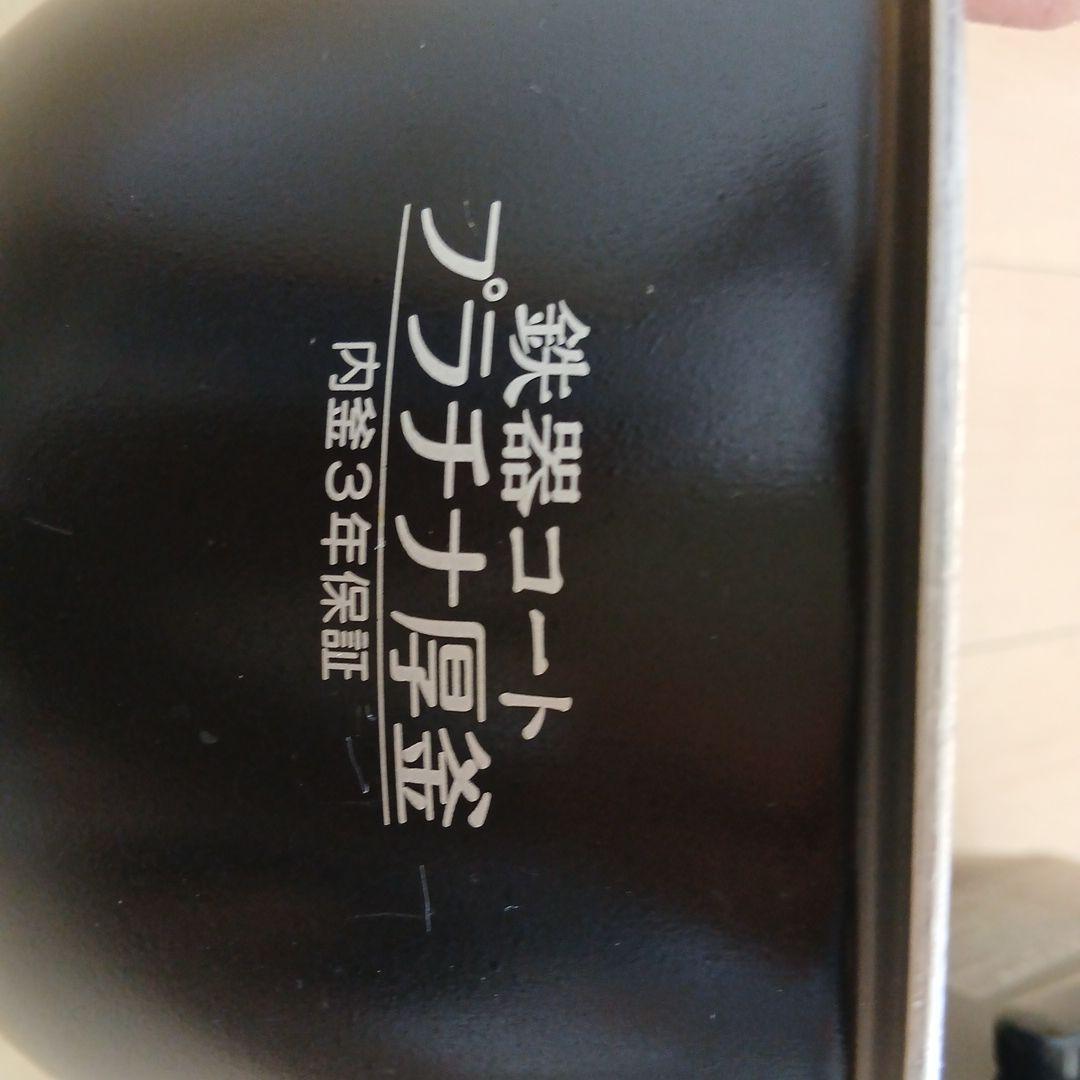 鉄器コート
プラチナ厚釜
内釜3年保証